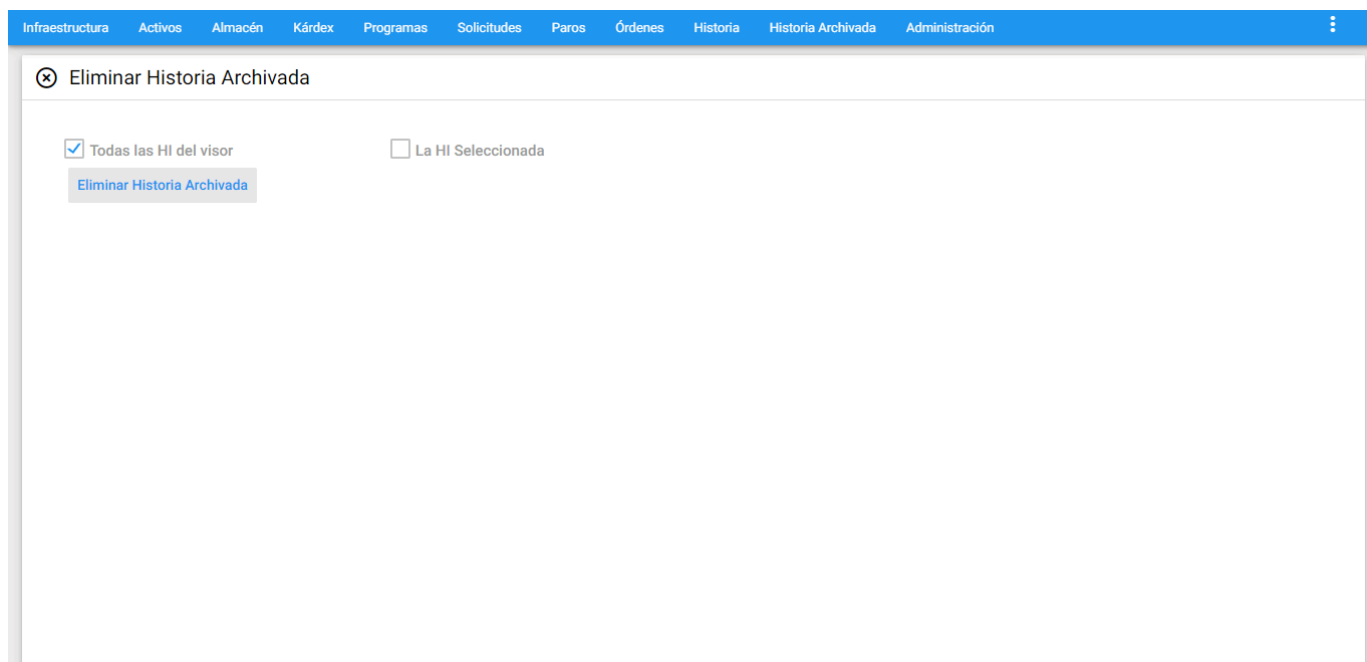 Infraestructura Activos Almacén Kárdex Programas Solicitudes Paros Órdenes Historia Historia Archivada Administración
Eliminar Historia Archivada
Todas las HI del visor La HI Seleccionada
Eliminar Historia Archivada